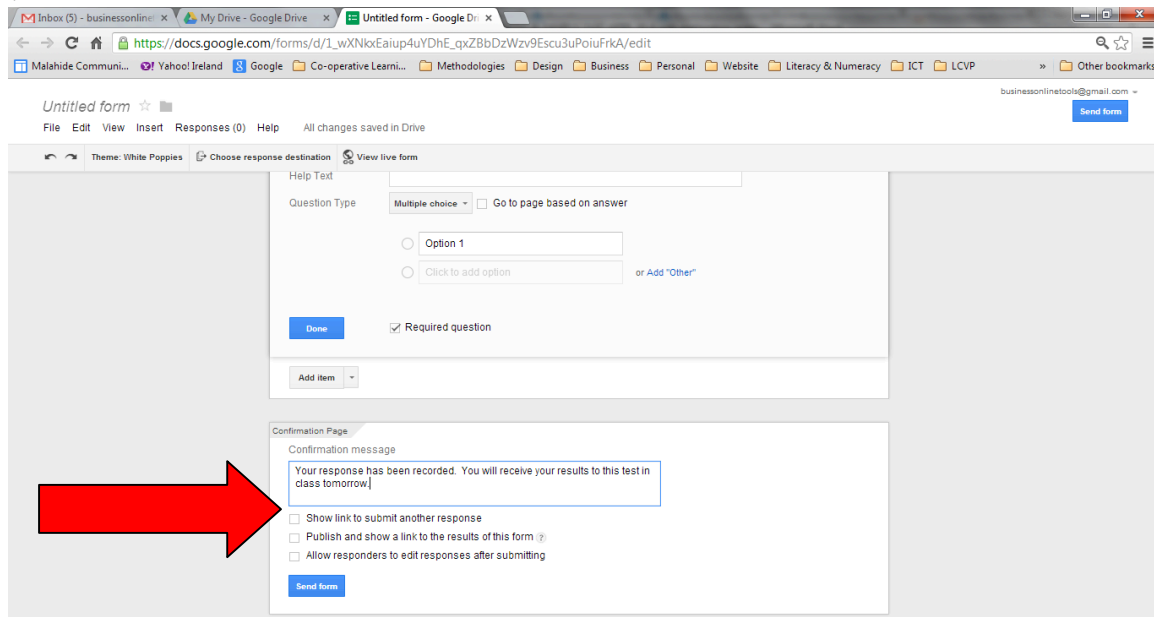 Inbox (5) - businessonline
My Drive - Google Drive
Untitled form - Google Dri
https://docs.google.com/forms/d/1_wXNkxEaiup4uYDhE_qxZBbDzWzv9Escu3uPoiuFrkA/edit
Malahide Communi... Yahoo! Ireland Google Co-operative Learni... Methodologies Design Business Personal Website Literacy & Numeracy ICT LCVP » Other bookmarks
businessonlinetools@gmail.com
Untitled form
Send form
File Edit View Insert Responses (0) Help All changes saved in Drive
Theme: White Poppies Choose response destination View live form
Help Text
Question Type Multiple choice Go to page based on answer
Option 1
Click to add option or Add "Other"
Done Required question
Add item
Confirmation Page
Confirmation message
Your response has been recorded. You will receive your results to this test in
class tomorrow.
Show link to submit another response
Publish and show a link to the results of this form ?
Allow responders to edit responses after submitting
Send form